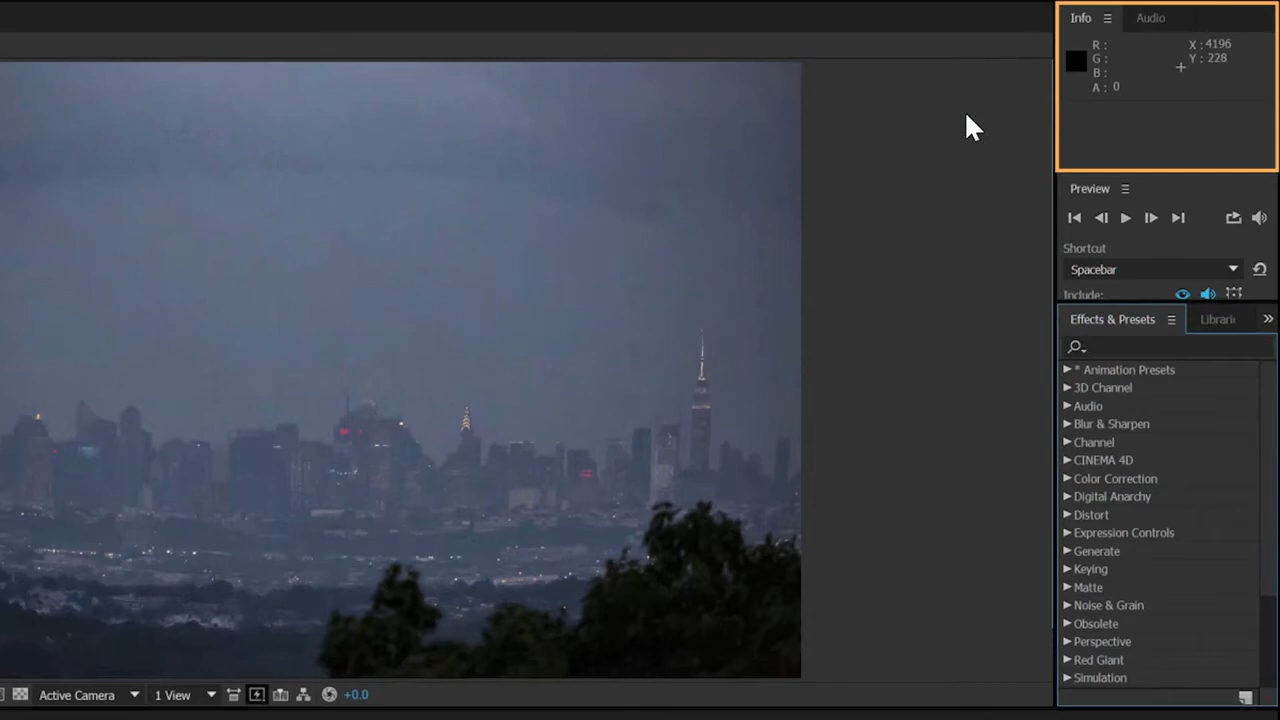 Info
Audio
R :
X : 4196
G :
Y : 228
B :
A : 0
Preview
Shortcut
Spacebar
Include:
Effects & Presets
Librari
* Animation Presets
3D Channel
Audio
Blur & Sharpen
Channel
CINEMA 4D
Color Correction
Digital Anarchy
Distort
Expression Controls
Generate
Keying
Matte
Noise & Grain
Obsolete
Perspective
Red Giant
Simulation
Active Camera
1 View
+0.0